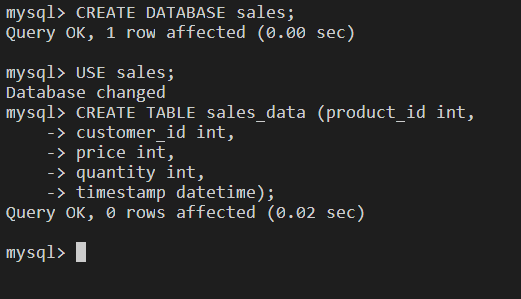 mysql> CREATE DATABASE sales;
Query OK, 1 row affected (0.00 sec)
mysql> USE sales;
Database changed
mysql> CREATE TABLE sales_data (product_id int,
    -> customer_id int,
    -> price int,
    -> quantity int,
    -> timestamp datetime);
Query OK, 0 rows affected (0.02 sec)
mysql>